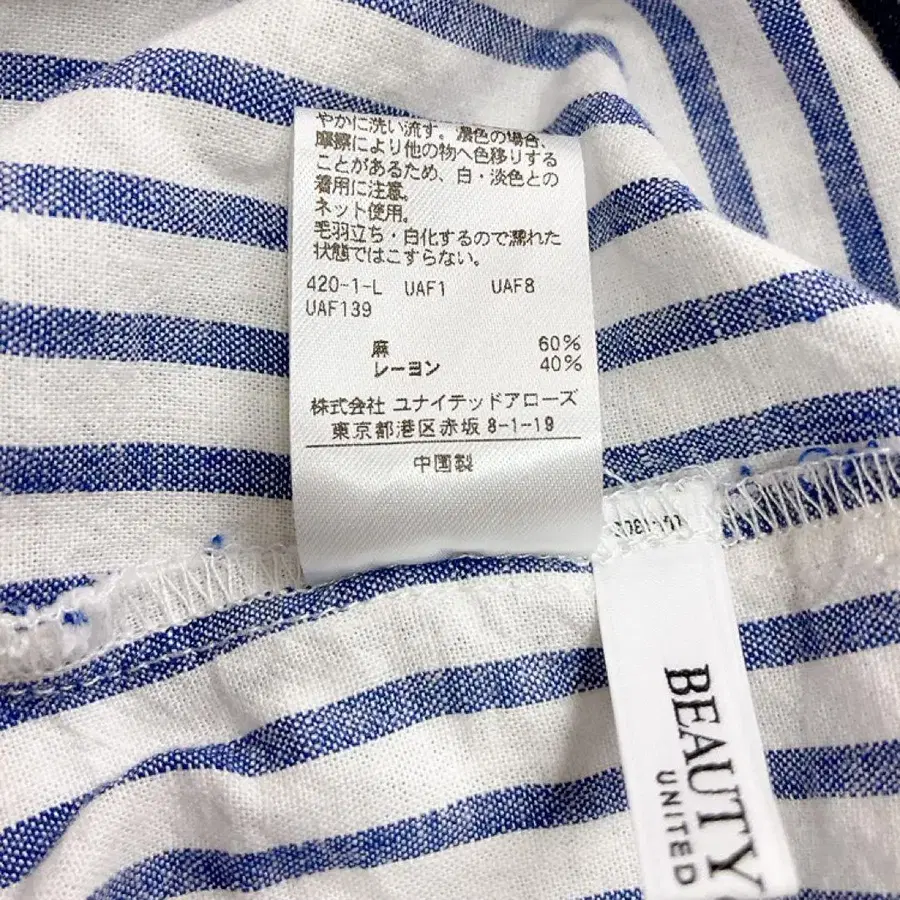 やかに洗い流す。濃色の場合、
摩擦により他の物へ色移りする
ことがあるため、白・淡色との
着用に注意。
ネット使用。
毛羽立ち・白化するので濡れた
状態ではこすらない。
420-1-L UAF1 UAF8
UAF139
麻 60%
レーヨン 40%
株式会社 ユナイテッドアローズ
東京都港区赤坂 8-1-19
中国製
BEAUTY
UNITED